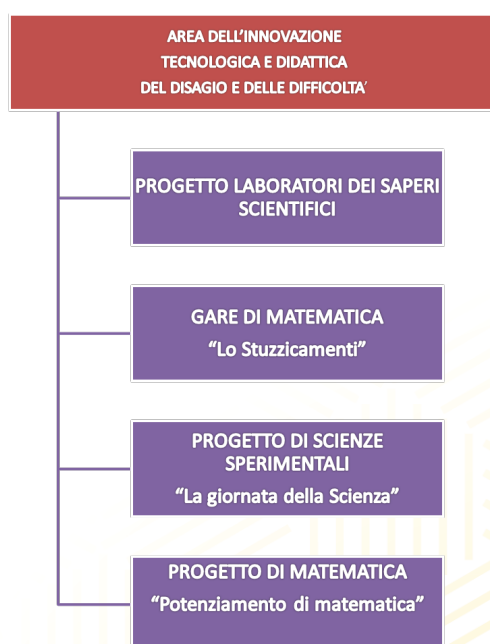 AREA DELL'INNOVAZIONE
TECNOLOGICA E DIDATTICA
DEL DISAGIO E DELLE DIFFICOLTA’
PROGETTO LABORATORI DEI SAPERI
SCIENTIFICI
GARE DI MATEMATICA
“Lo Stuzzicamenti”
PROGETTO DI SCIENZE
SPERIMENTALI
“La giornata della Scienza”
PROGETTO DI MATEMATICA
“Potenziamento di matematica”